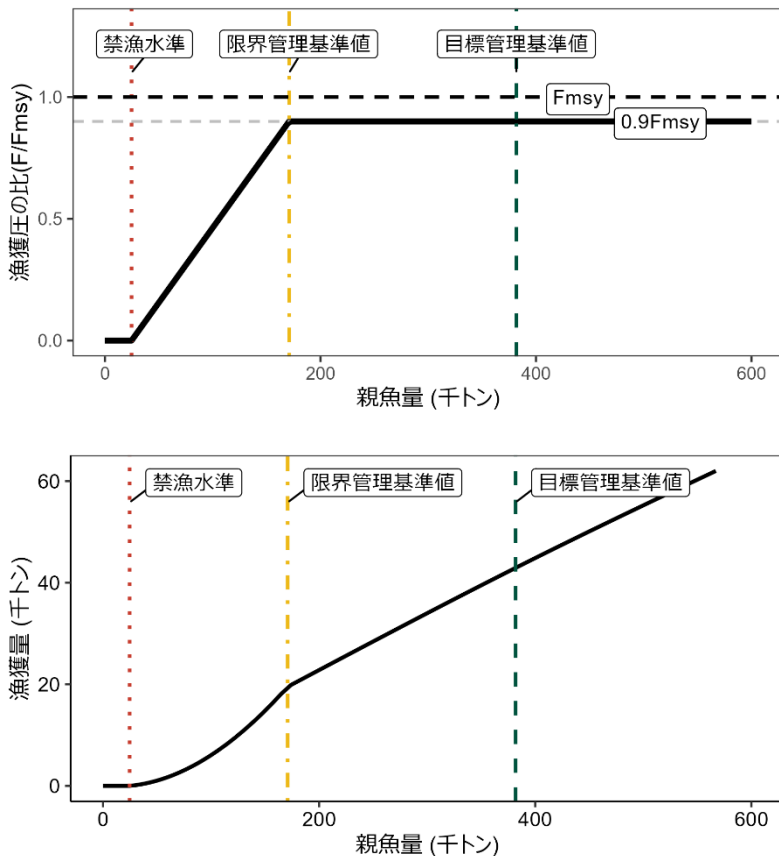 禁漁水準
限界管理基準値
目標管理基準値
Fmsy
0.9Fmsy
漁獲圧の比(F/Fmsy)
1.0
0.5
0.0
0
200
400
600
親魚量 (千トン)
禁漁水準
限界管理基準値
目標管理基準値
漁獲量 (千トン)
60
40
20
0
0
200
400
600
親魚量 (千トン)